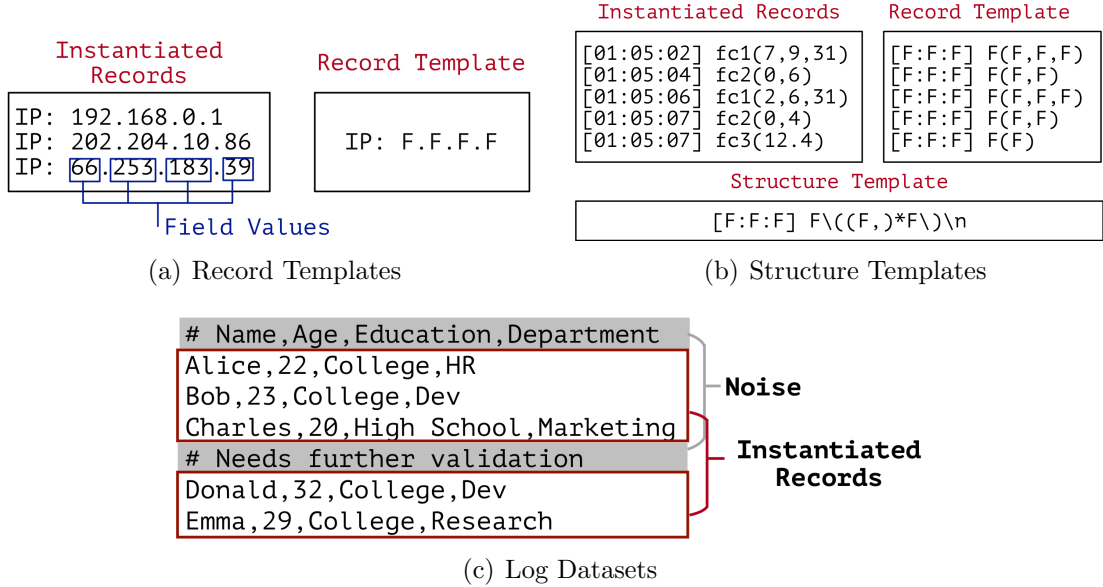 Instantiated
Records
Record Template
IP: 192.168.0.1
IP: 202.204.10.86
IP: 66.253.183.39
IP: F.F.F.F
Field Values
(a) Record Templates
Instantiated Records
Record Template
[01:05:02] fc1(7,9,31)
[01:05:04] fc2(0,6)
[01:05:06] fc1(2,6,31)
[01:05:07] fc2(0,4)
[01:05:07] fc3(12.4)
[F:F:F] F(F,F,F)
[F:F:F] F(F,F)
[F:F:F] F(F,F,F)
[F:F:F] F(F,F)
[F:F:F] F(F)
Structure Template
[F:F:F] F\((F,)*F\)\n
(b) Structure Templates
# Name,Age,Education,Department
Alice,22,College,HR
Bob,23,College,Dev
Charles,20,High School,Marketing
# Needs further validation
Donald,32,College,Dev
Emma,29,College,Research
Noise
Instantiated
Records
(c) Log Datasets